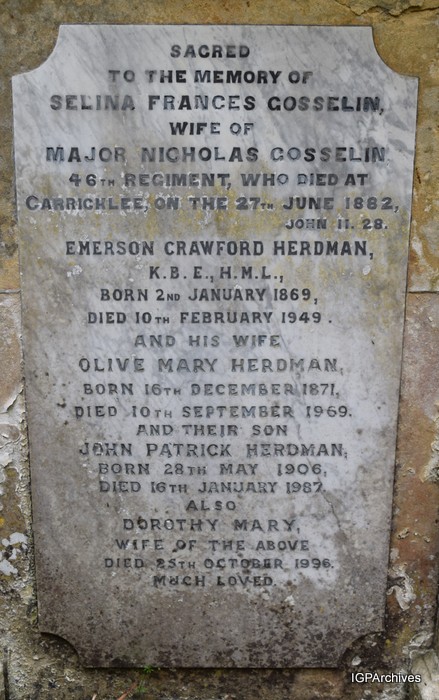 SACRED
TO THE MEMORY OF
SELINA FRANCES GOSSELIN,
WIFE OF
MAJOR NICHOLAS GOSSELIN
46TH REGIMENT, WHO DIED AT
CARRICKLEE, ON THE 27TH JUNE 1882,
JOHN 11. 28.
EMERSON CRAWFORD HERDMAN,
K.B.E., H.M.L.,
BORN 2ND JANUARY 1869,
DIED 10TH FEBRUARY 1949.
AND HIS WIFE
OLIVE MARY HERDMAN,
BORN 16TH DECEMBER 1871,
DIED 10TH SEPTEMBER 1969.
AND THEIR SON
JOHN PATRICK HERDMAN,
BORN 28TH MAY 1906,
DIED 16TH JANUARY 1987,
ALSO
DOROTHY MARY,
WIFE OF THE ABOVE
DIED 25TH OCTOBER 1996.
MUCH LOVED.
IGPArchives